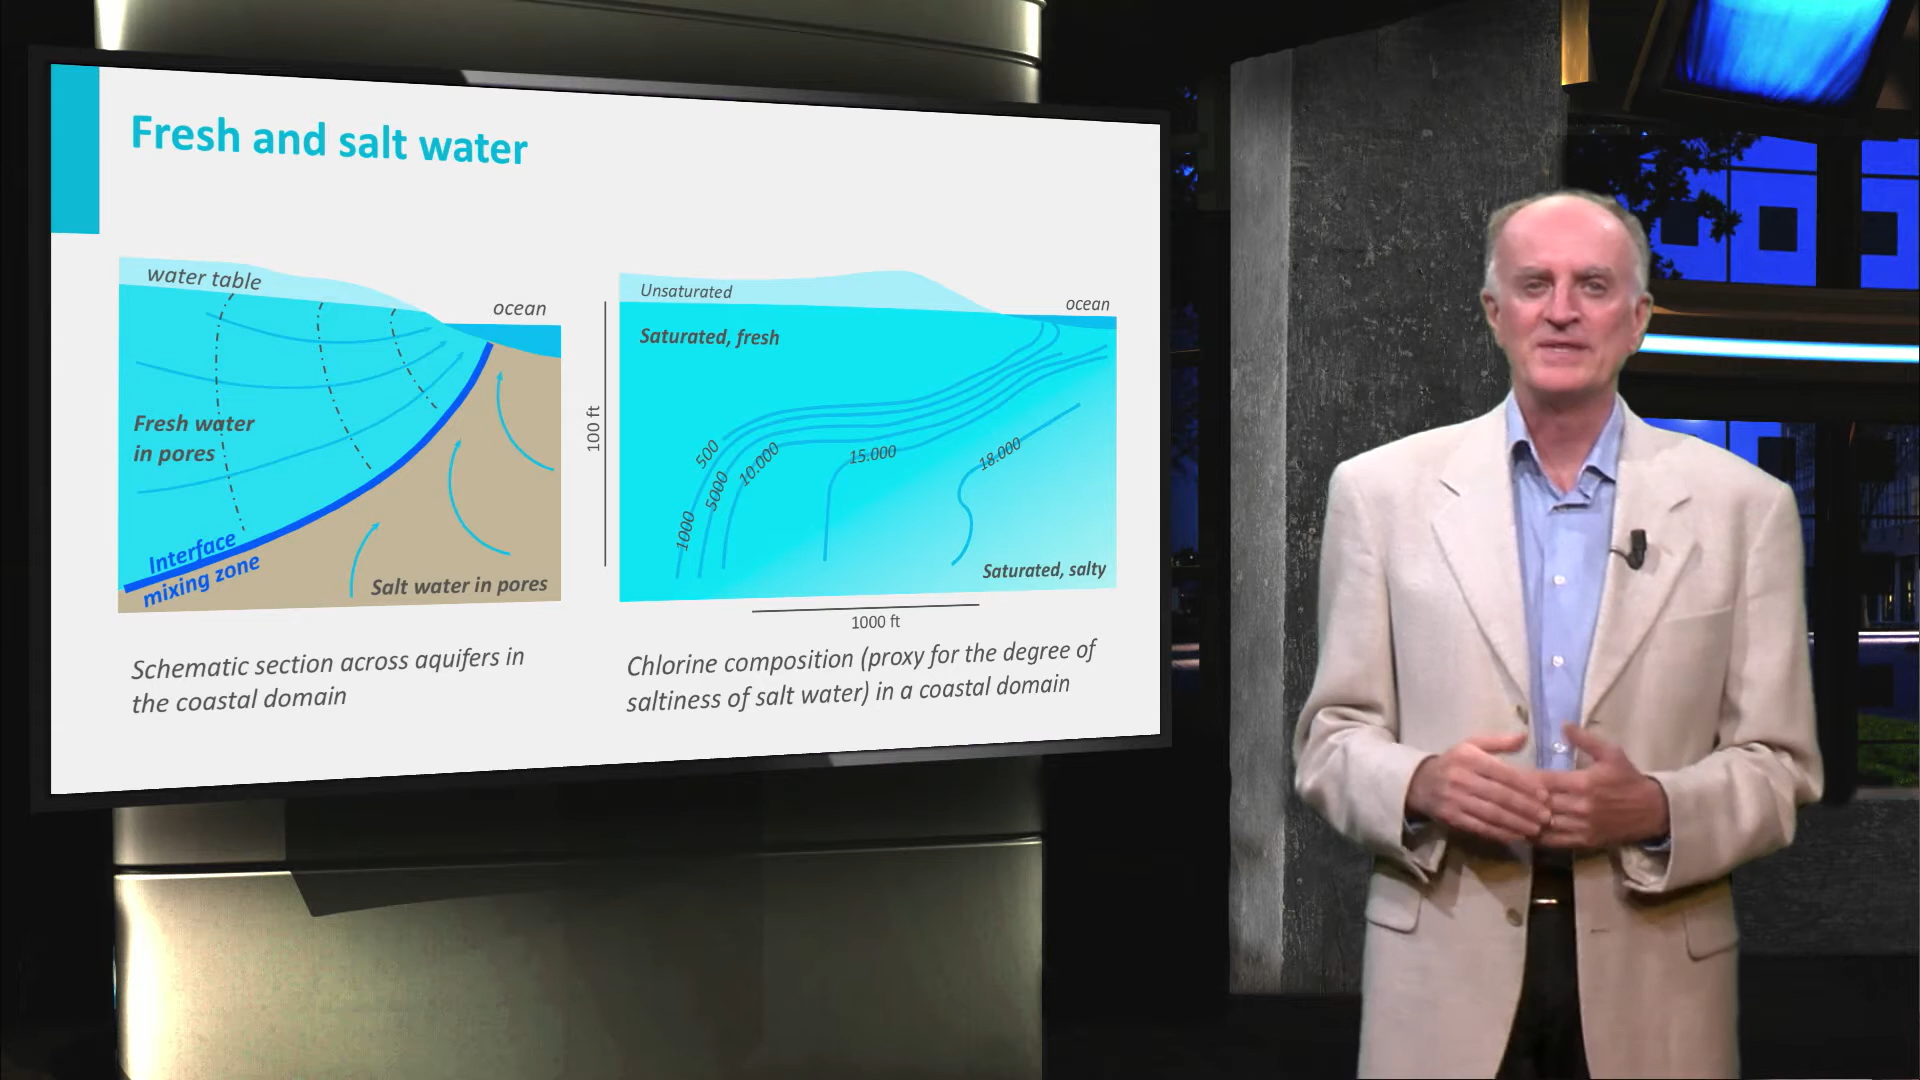 Fresh and salt water
water table
ocean
Fresh water
in pores
Interface
mixing zone
Salt water in pores
Schematic section across aquifers in
the coastal domain
Unsaturated
ocean
Saturated, fresh
100 ft
500
1000
5000
10.000
15.000
18.000
Saturated, salty
1000 ft
Chlorine composition (proxy for the degree of
saltiness of salt water) in a coastal domain